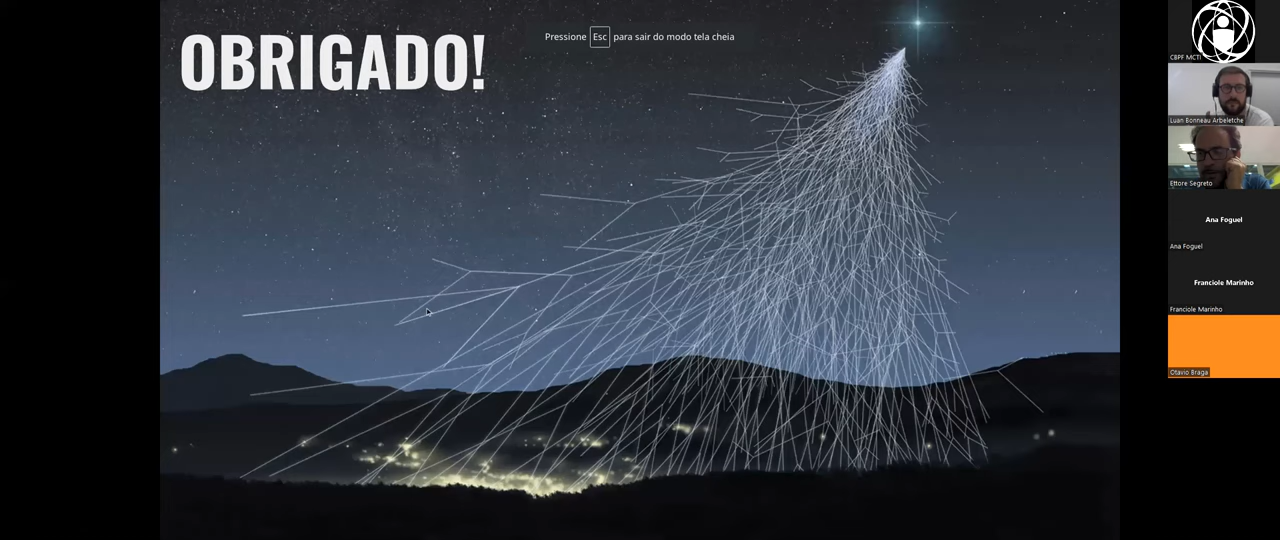 OBRIGADO!
Pressione Esc para sair do modo tela cheia
CBPF MCTI
Luan Bonneau Arbeletche
Ettore Segreto
Ana Foguel
Ana Foguel
Franciole Marinho
Franciole Marinho
Otavio Braga